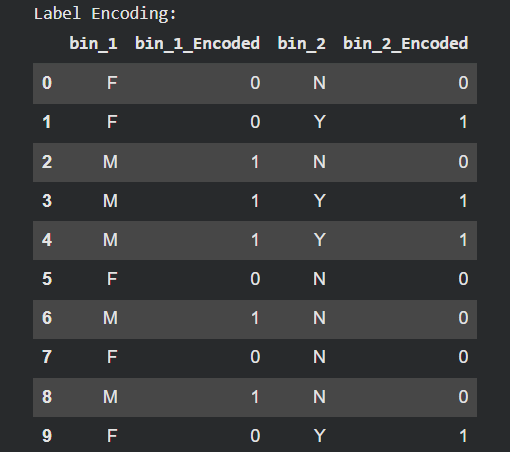 Label Encoding:
bin_1 bin_1_Encoded bin_2 bin_2_Encoded
0 F 0 N 0
1 F 0 Y 1
2 M 1 N 0
3 M 1 Y 1
4 M 1 Y 1
5 F 0 N 0
6 M 1 N 0
7 F 0 N 0
8 M 1 N 0
9 F 0 Y 1